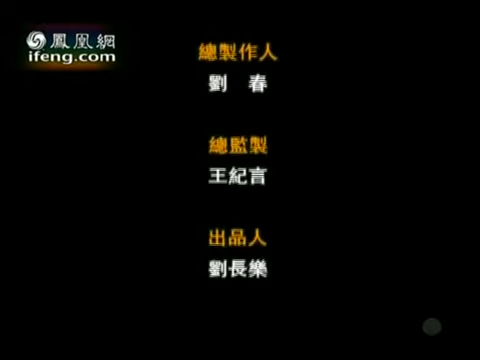 鳳凰網
ifeng.com
總製作人
劉 春
總監製
王紀言
出品人
劉長樂